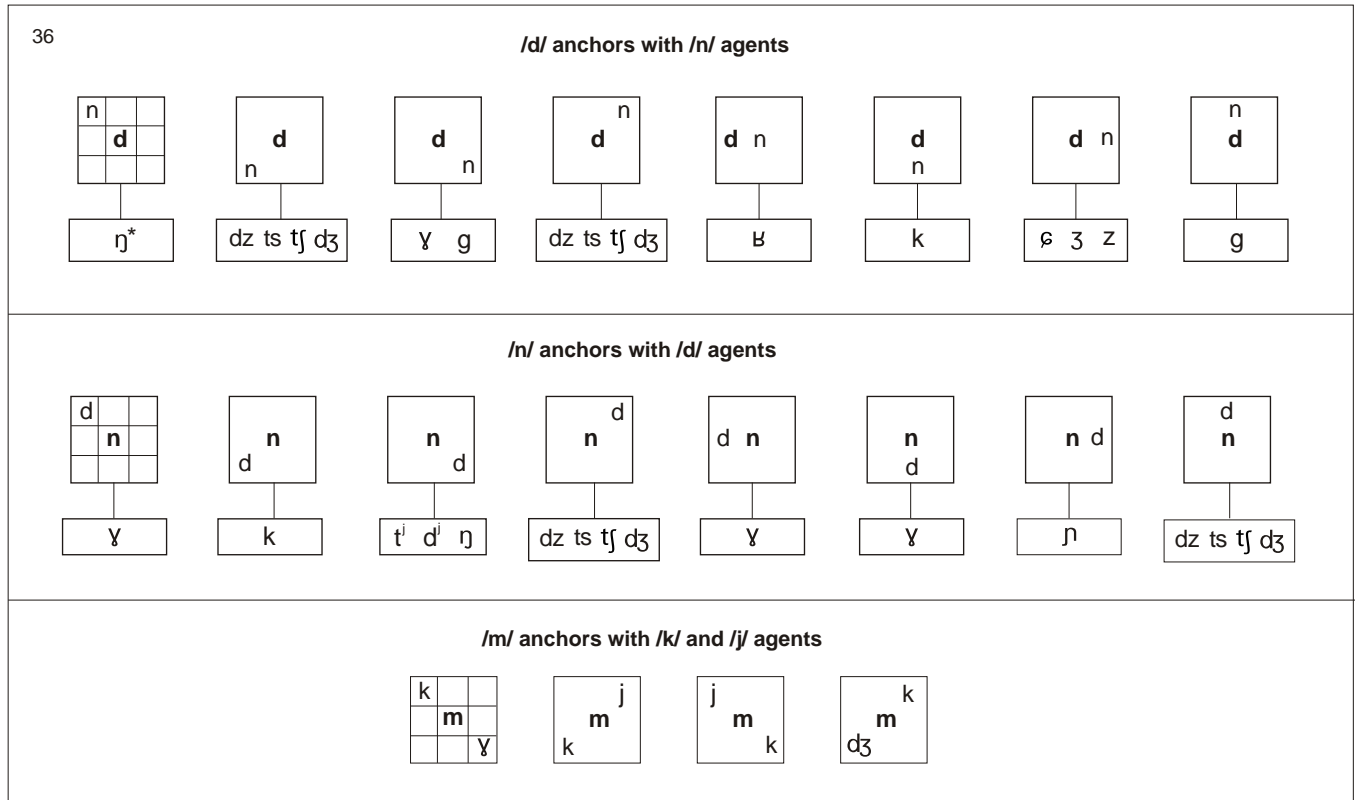 36
/d/ anchors with /n/ agents
n
d
d
n
d
n
n
d
d n
d
n
d n
n
d
ŋ*
dz ts tʃ dʒ
ɣ g
dz ts tʃ dʒ
ʁ
k
ʒ z
g
/n/ anchors with /d/ agents
d
n
n
d
n
d
d
n
d n
n
d
n d
d
n
ɣ
k
tʲ dʲ ŋ
dz ts tʃ dʒ
ɣ
ɣ
ɲ
dz ts tʃ dʒ
/m/ anchors with /k/ and /j/ agents
k
m
ɣ
j
m
k
j
m
k
k
m
dʒ